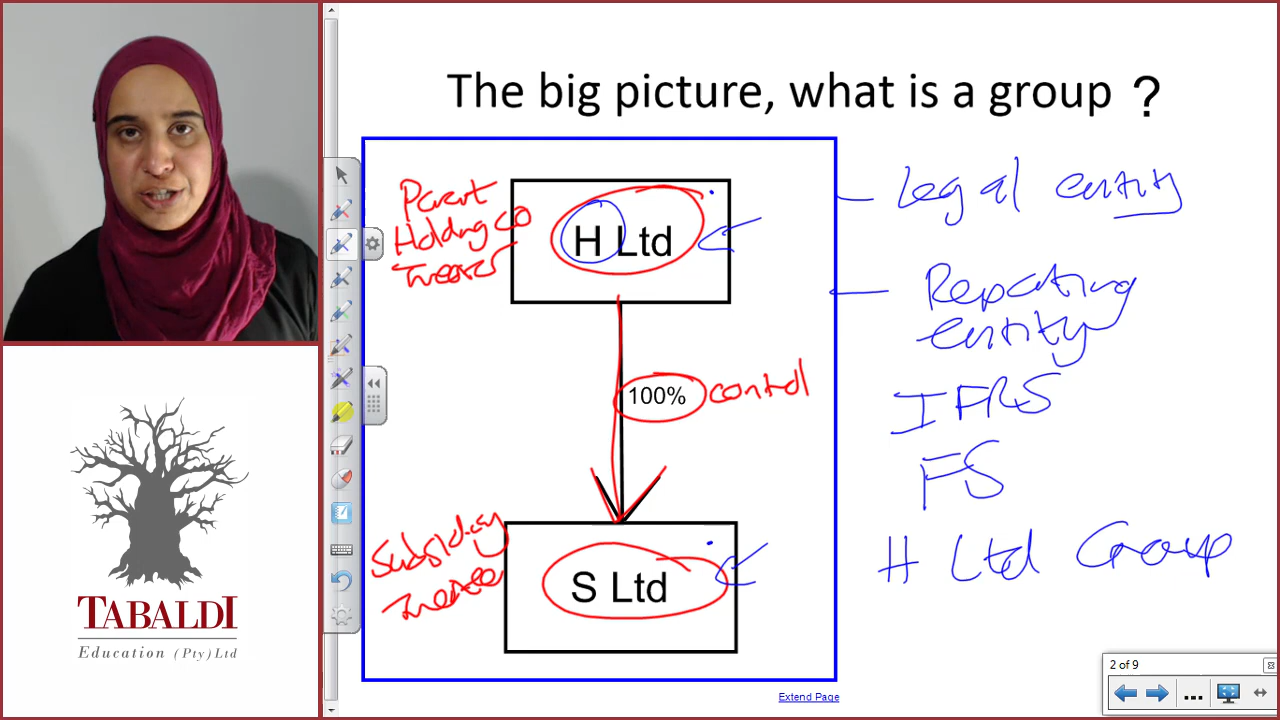 The big picture, what is a group ?
Parent
Holding CO
Investor
H Ltd
- Legal entity
- Reporting
entity
IFRS
FS
H Ltd Group
100%
control
Subsidiary
Investee
S Ltd
TABALDI
Education (Pty) Ltd
Extend Page
2 of 9
...